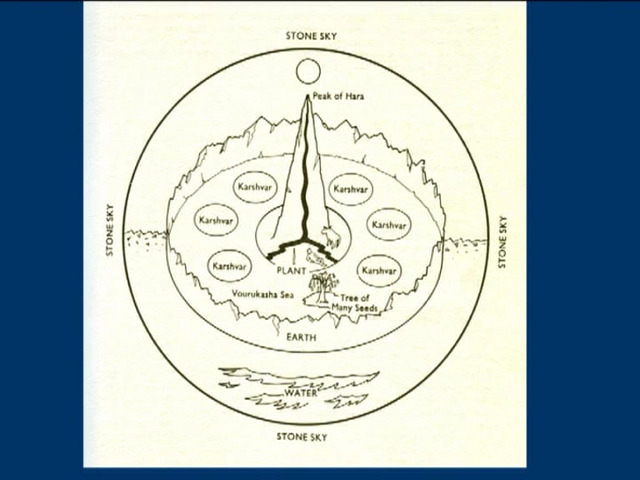 STONE SKY
Peak of Hara
Karshvar
Karshvar
Karshvar
Karshvar
STONE SKY
STONE SKY
Karshvar
Karshvar
PLANT
Vourukasha Sea
Tree of
Many Seeds
EARTH
WATER
STONE SKY